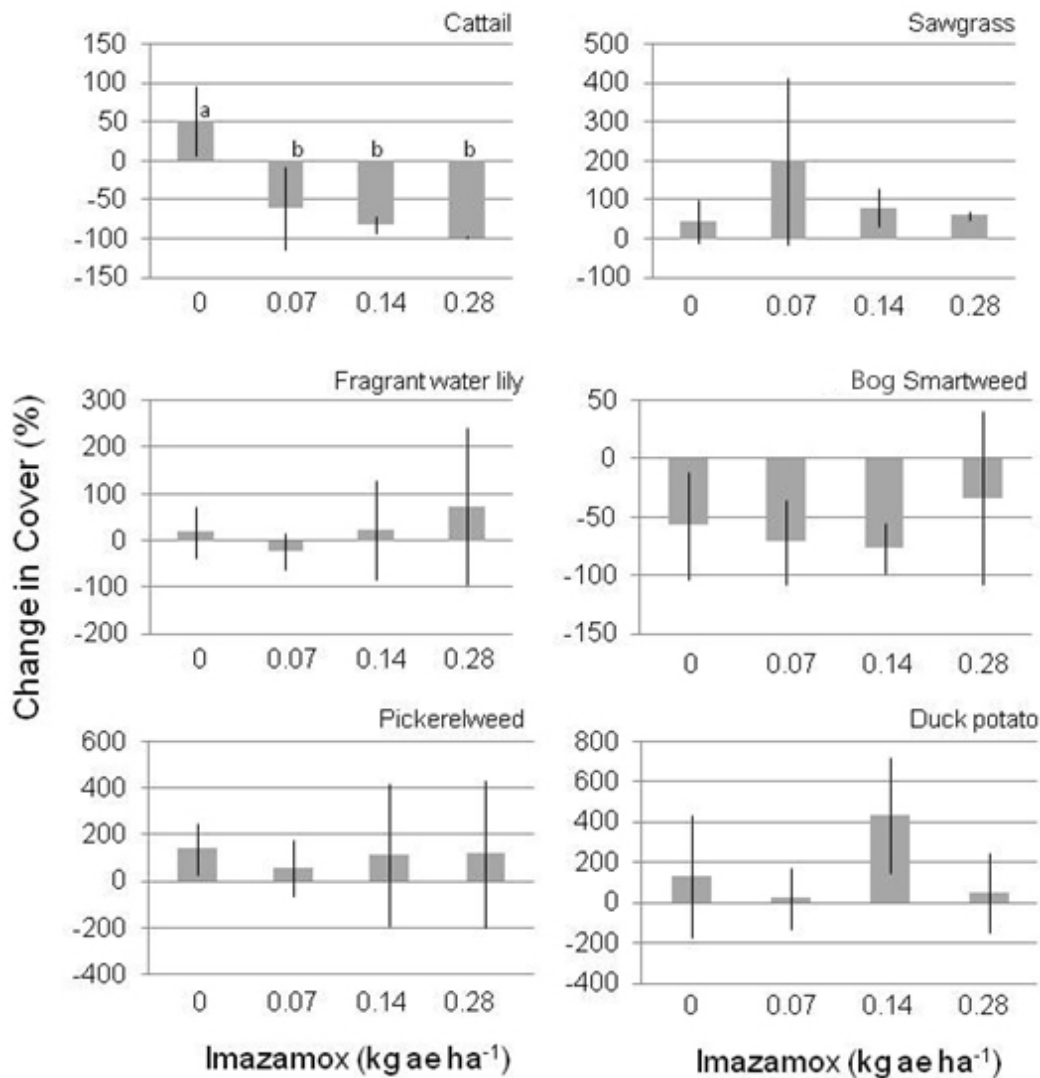 Cattail
150
100
50
0
-50
-100
-150
a
b
b
b
0 0.07 0.14 0.28
Sawgrass
500
400
300
200
100
0
-100
0 0.07 0.14 0.28
Change in Cover (%)
Fragrant water lily
300
200
100
0
-100
-200
0 0.07 0.14 0.28
Bog Smartweed
50
0
-50
-100
-150
0 0.07 0.14 0.28
Pickerelweed
600
400
200
0
-200
-400
0 0.07 0.14 0.28
Imazamox (kg ae ha⁻¹)
Duck potato
800
600
400
200
0
-200
-400
0 0.07 0.14 0.28
Imazamox (kg ae ha⁻¹)